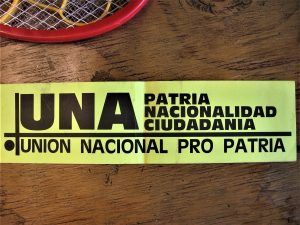 UNA
PATRIA
NACIONALIDAD
CIUDADANIA
UNION NACIONAL PRO PATRIA